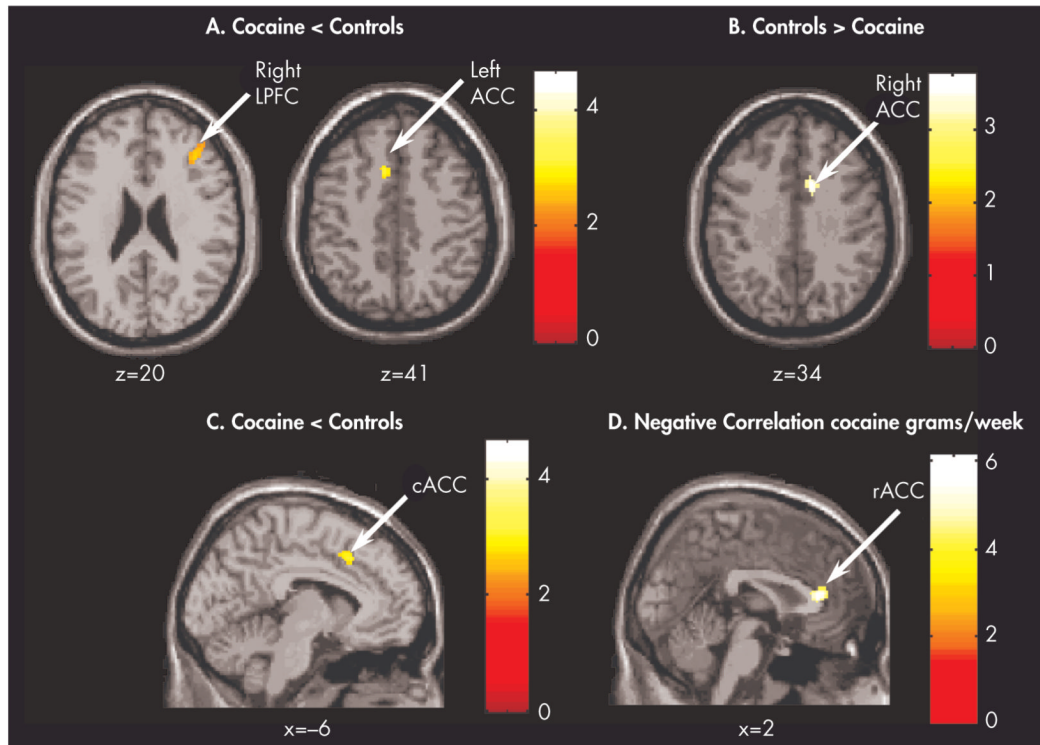 A. Cocaine < Controls
B. Controls > Cocaine
Right
LPFC
Left
ACC
4
2
0
Right
ACC
3
2
1
0
z=20
z=41
z=34
C. Cocaine < Controls
D. Negative Correlation cocaine grams/week
cACC
4
2
0
rACC
6
4
2
0
x=–6
x=2